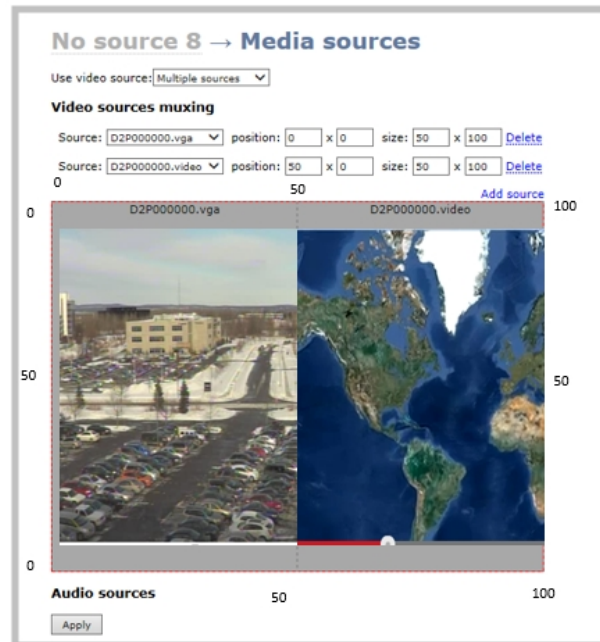 No source 8 → Media sources
Use video source: Multiple sources
Video sources muxing
Source: D2P000000.vga position: 0 x 0 size: 50 x 100 Delete
Source: D2P000000.video position: 50 x 0 size: 50 x 100 Delete
0 50
Add source
0 D2P000000.vga D2P000000.video 100
50 50
0
Audio sources 50 100
Apply